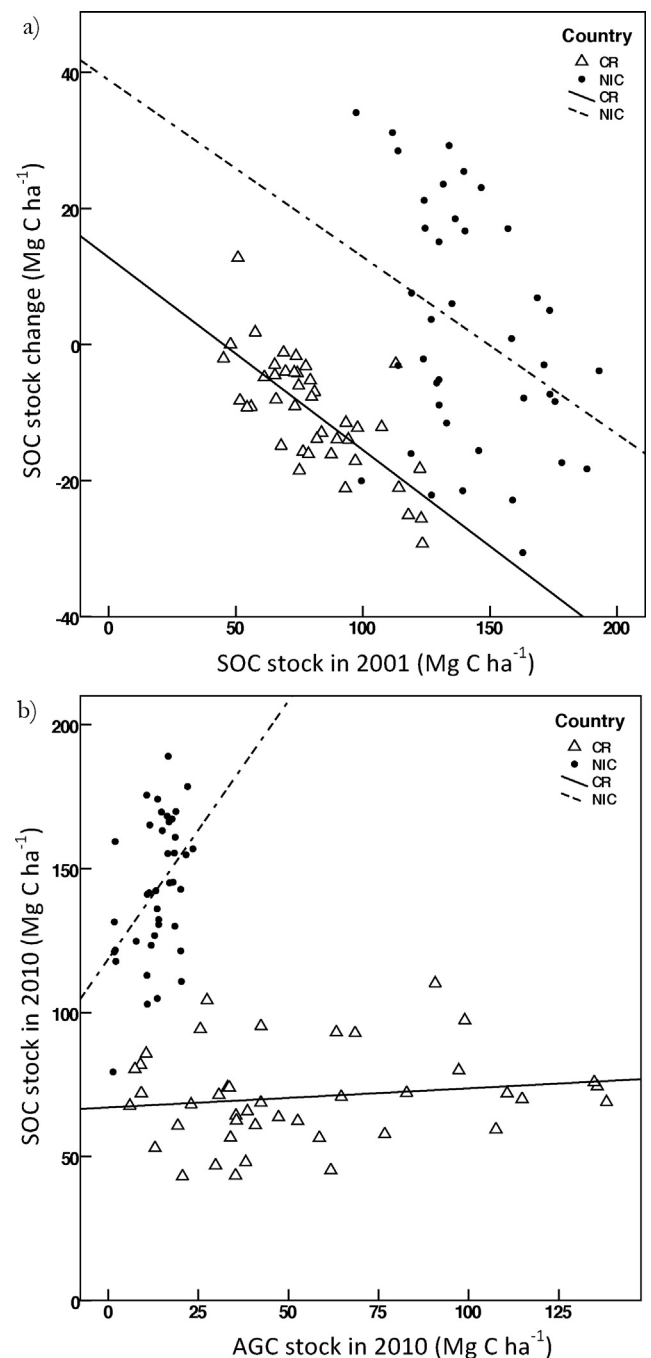 a)
Country
CR
NIC
CR
NIC
40
20
0
-20
-40
SOC stock change (Mg C ha⁻¹)
0 50 100 150 200
SOC stock in 2001 (Mg C ha⁻¹)
b)
Country
CR
NIC
CR
NIC
200
150
100
50
0
SOC stock in 2010 (Mg C ha⁻¹)
0 25 50 75 100 125
AGC stock in 2010 (Mg C ha⁻¹)